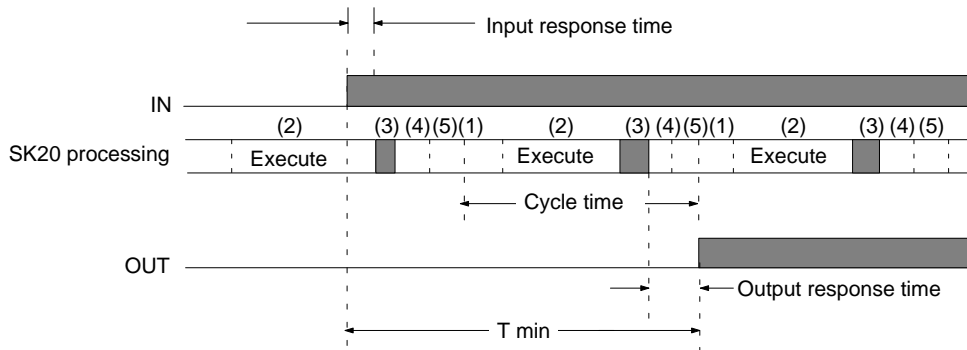 Input response time
IN
(2) (3) (4) (5) (1) (2) (3) (4) (5) (1) (2) (3) (4) (5)
SK20 processing Execute Execute Execute
Cycle time
OUT
Output response time
T min